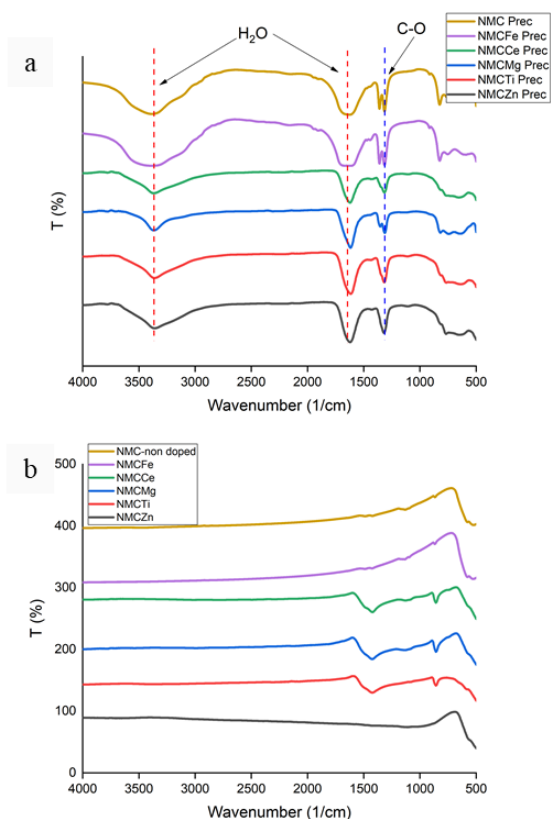 a
H₂O
C-O
NMC Prec
NMCFe Prec
NMCCe Prec
NMCMg Prec
NMCTi Prec
NMCZn Prec
T (%)
4000 3500 3000 2500 2000 1500 1000 500
Wavenumber (1/cm)
b
NMC-non doped
NMCFe
NMCCe
NMCMg
NMCTi
NMCZn
500
400
300
200
100
0
T (%)
4000 3500 3000 2500 2000 1500 1000 500
Wavenumber (1/cm)